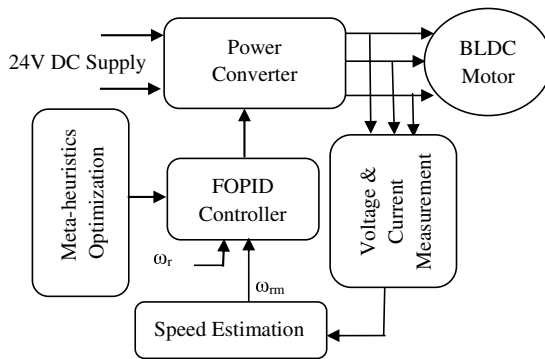 Power
Converter
BLDC
Motor
24V DC Supply
Meta-heuristics
Optimization
FOPID
Controller
Voltage &
Current
Measurement
ωr
ωrm
Speed Estimation